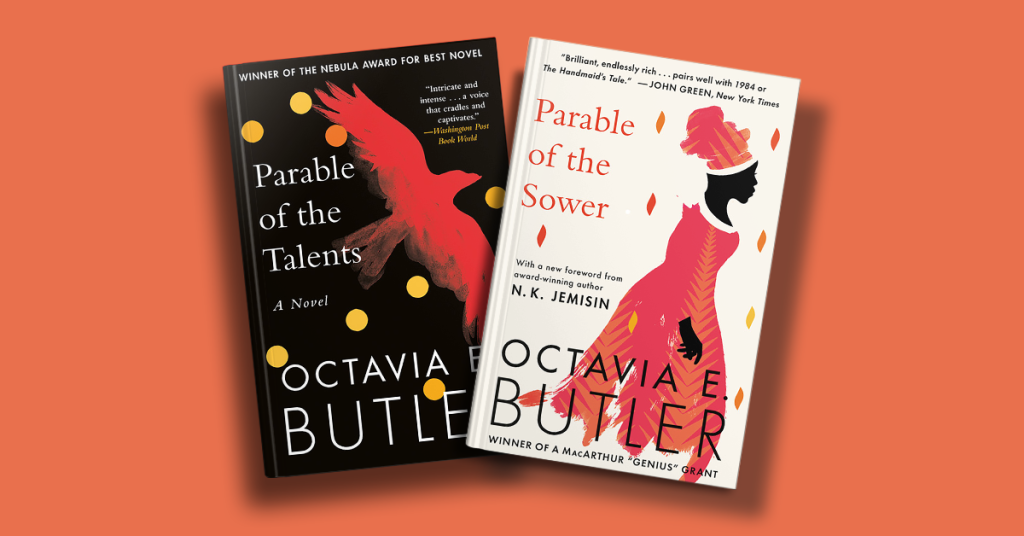 WINNER OF THE NEBULA AWARD FOR BEST NOVEL
"Intricate and
intense . . . a voice
that cradles and
captivates."
—Washington Post
Book World
Parable
of the
Talents
A Novel
OCTAVIA E
BUTLE
"Brilliant, endlessly rich . . . pairs well with 1984 or
The Handmaid's Tale." —JOHN GREEN, New York Times
Parable
of the
Sower
With a new foreword from
award-winning author
N. K. JEMISIN
OCTAVIA E.
BUTLER
WINNER OF A MacARTHUR "GENIUS" GRANT